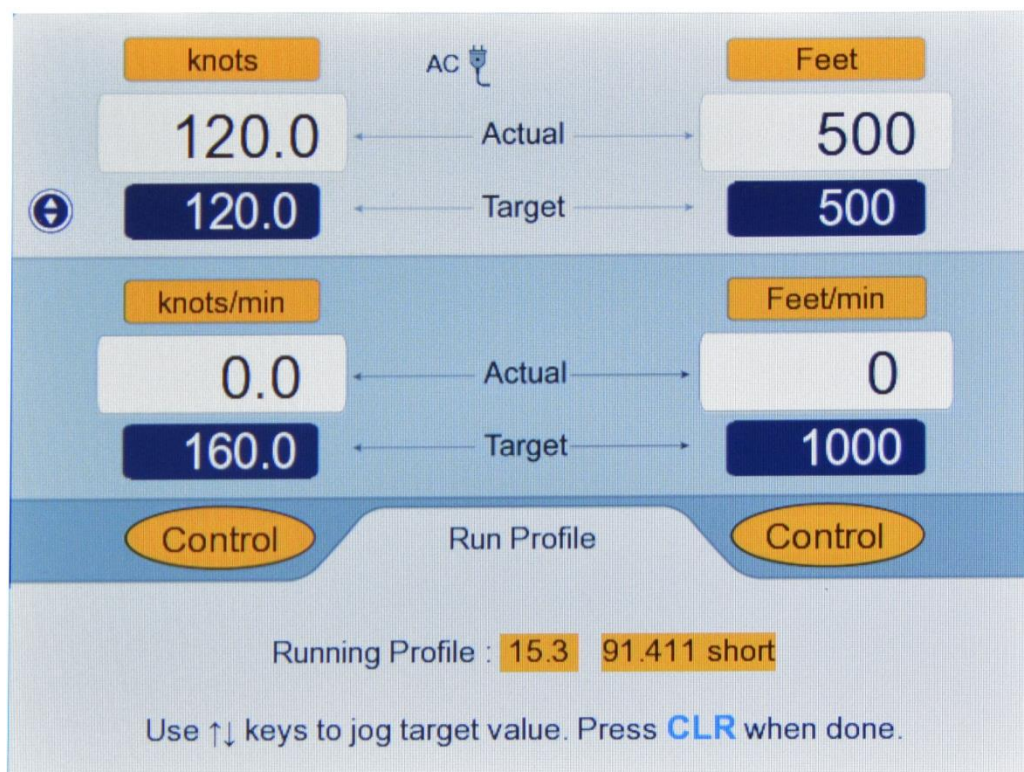 knots AC Feet
120.0 Actual 500
120.0 Target 500
knots/min Feet/min
0.0 Actual 0
160.0 Target 1000
Control Run Profile Control
Running Profile : 15.3 91.411 short
Use ↑↓ keys to jog target value. Press CLR when done.